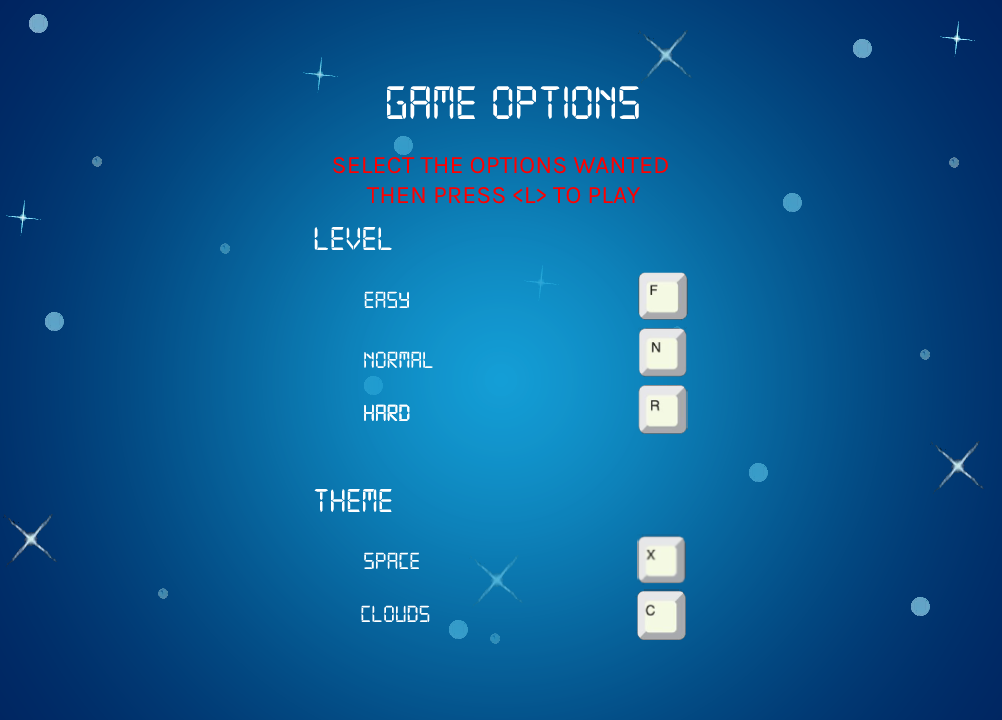 GAME OPTIONS
SELECT THE OPTIONS WANTED
THEN PRESS <L> TO PLAY
LEVEL
EASY F
NORMAL N
HARD R
THEME
SPACE X
CLOUDS C